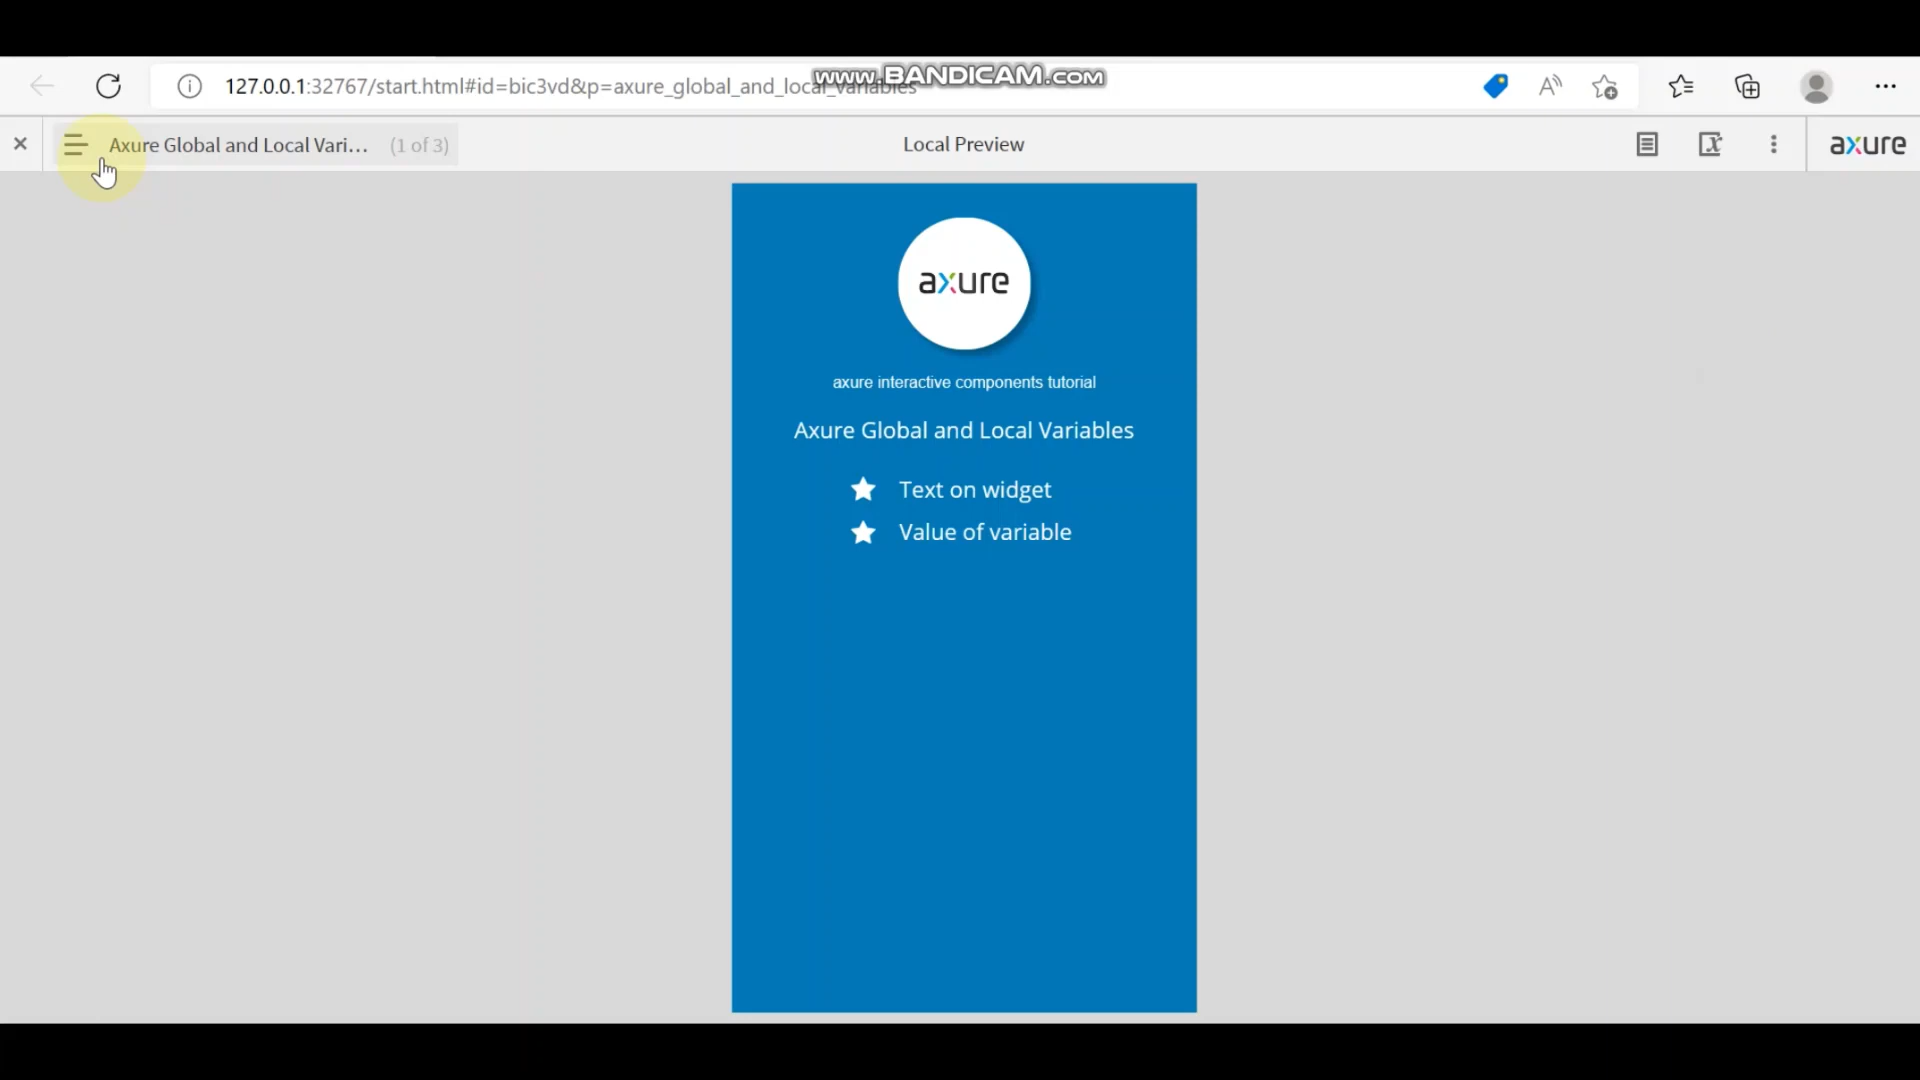 www.BANDICAM.com
127.0.0.1:32767/start.html#id=bic3vd&p=axure_global_and_local_variables
Axure Global and Local Vari... (1 of 3)
Local Preview
axure
axure
axure interactive components tutorial
Axure Global and Local Variables
Text on widget
Value of variable